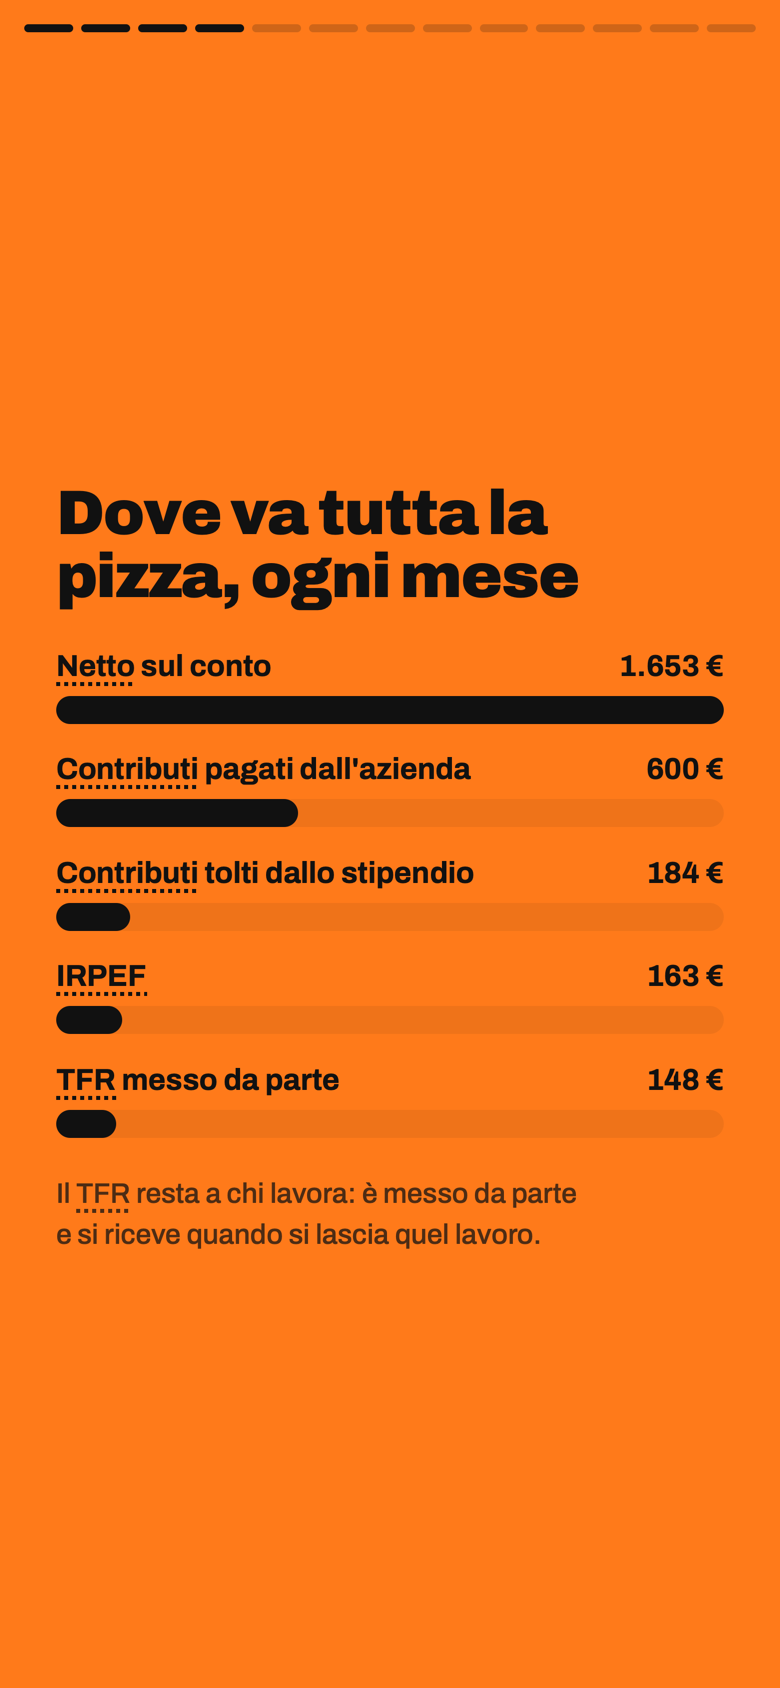 Dove va tutta la
pizza, ogni mese
Netto sul conto 1.653 €
Contributi pagati dall'azienda 600 €
Contributi tolti dallo stipendio 184 €
IRPEF 163 €
TFR messo da parte 148 €
Il TFR resta a chi lavora: è messo da parte
e si riceve quando si lascia quel lavoro.